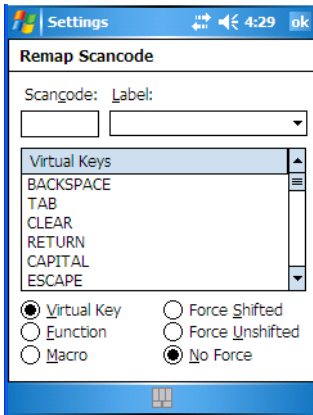 Settings 4:29 ok
Remap Scancode
Scancode: Label:
Virtual Keys
BACKSPACE
TAB
CLEAR
RETURN
CAPITAL
ESCAPE
Virtual Key Force Shifted
Function Force Unshifted
Macro No Force